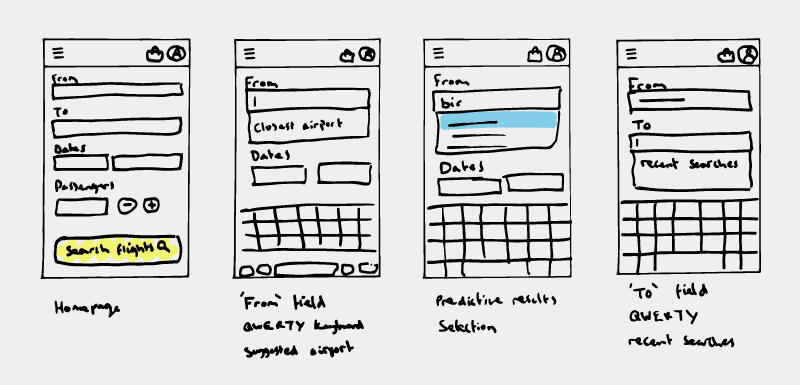 From
To
Dates
Passengers
Search flights
Homepage
From
Closest airport
Dates
'From' field
QWERTY keyboard
Suggested airport
From
bir
Dates
Predictive results
Selection
From
To
recent searches
'To' field
QWERTY
recent searches